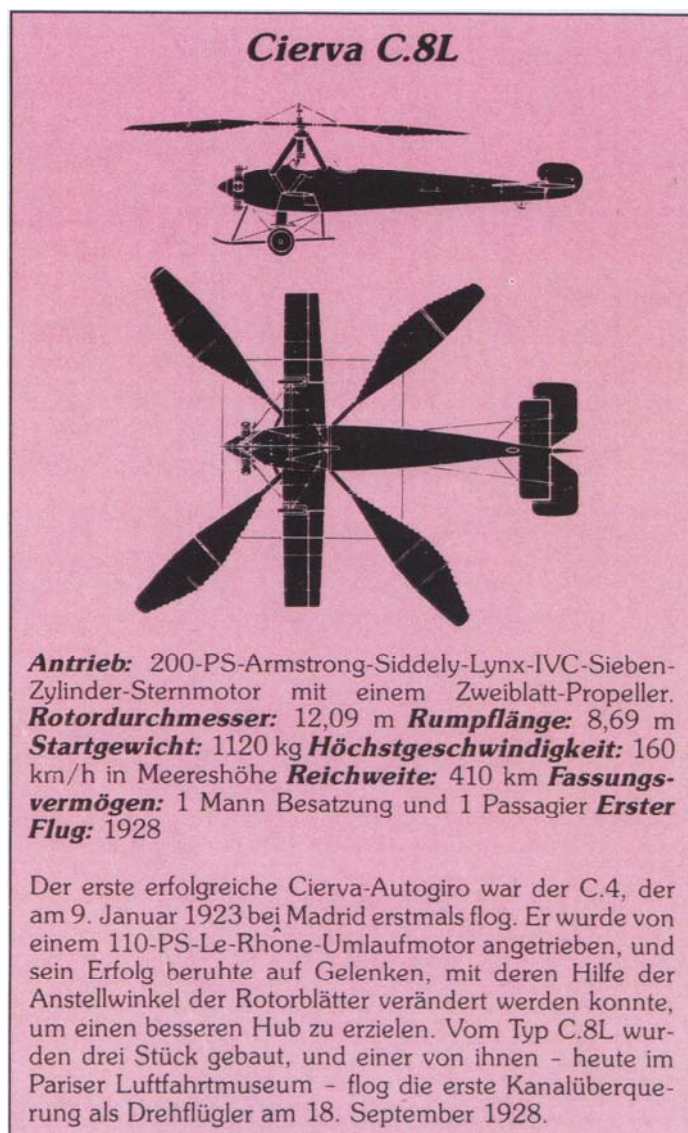 Cierva C.8L
Antrieb: 200-PS-Armstrong-Siddely-Lynx-IVC-Sieben-
Zylinder-Sternmotor mit einem Zweiblatt-Propeller.
Rotordurchmesser: 12,09 m Rumpflänge: 8,69 m
Startgewicht: 1120 kg Höchstgeschwindigkeit: 160
km/h in Meereshöhe Reichweite: 410 km Fassungs-
vermögen: 1 Mann Besatzung und 1 Passagier Erster
Flug: 1928
Der erste erfolgreiche Cierva-Autogiro war der C.4, der
am 9. Januar 1923 bei Madrid erstmals flog. Er wurde von
einem 110-PS-Le-Rhône-Umlaufmotor angetrieben, und
sein Erfolg beruhte auf Gelenken, mit deren Hilfe der
Anstellwinkel der Rotorblätter verändert werden konnte,
um einen besseren Hub zu erzielen. Vom Typ C.8L wur-
den drei Stück gebaut, und einer von ihnen – heute im
Pariser Luftfahrtmuseum – flog die erste Kanalüberque-
rung als Drehflügler am 18. September 1928.